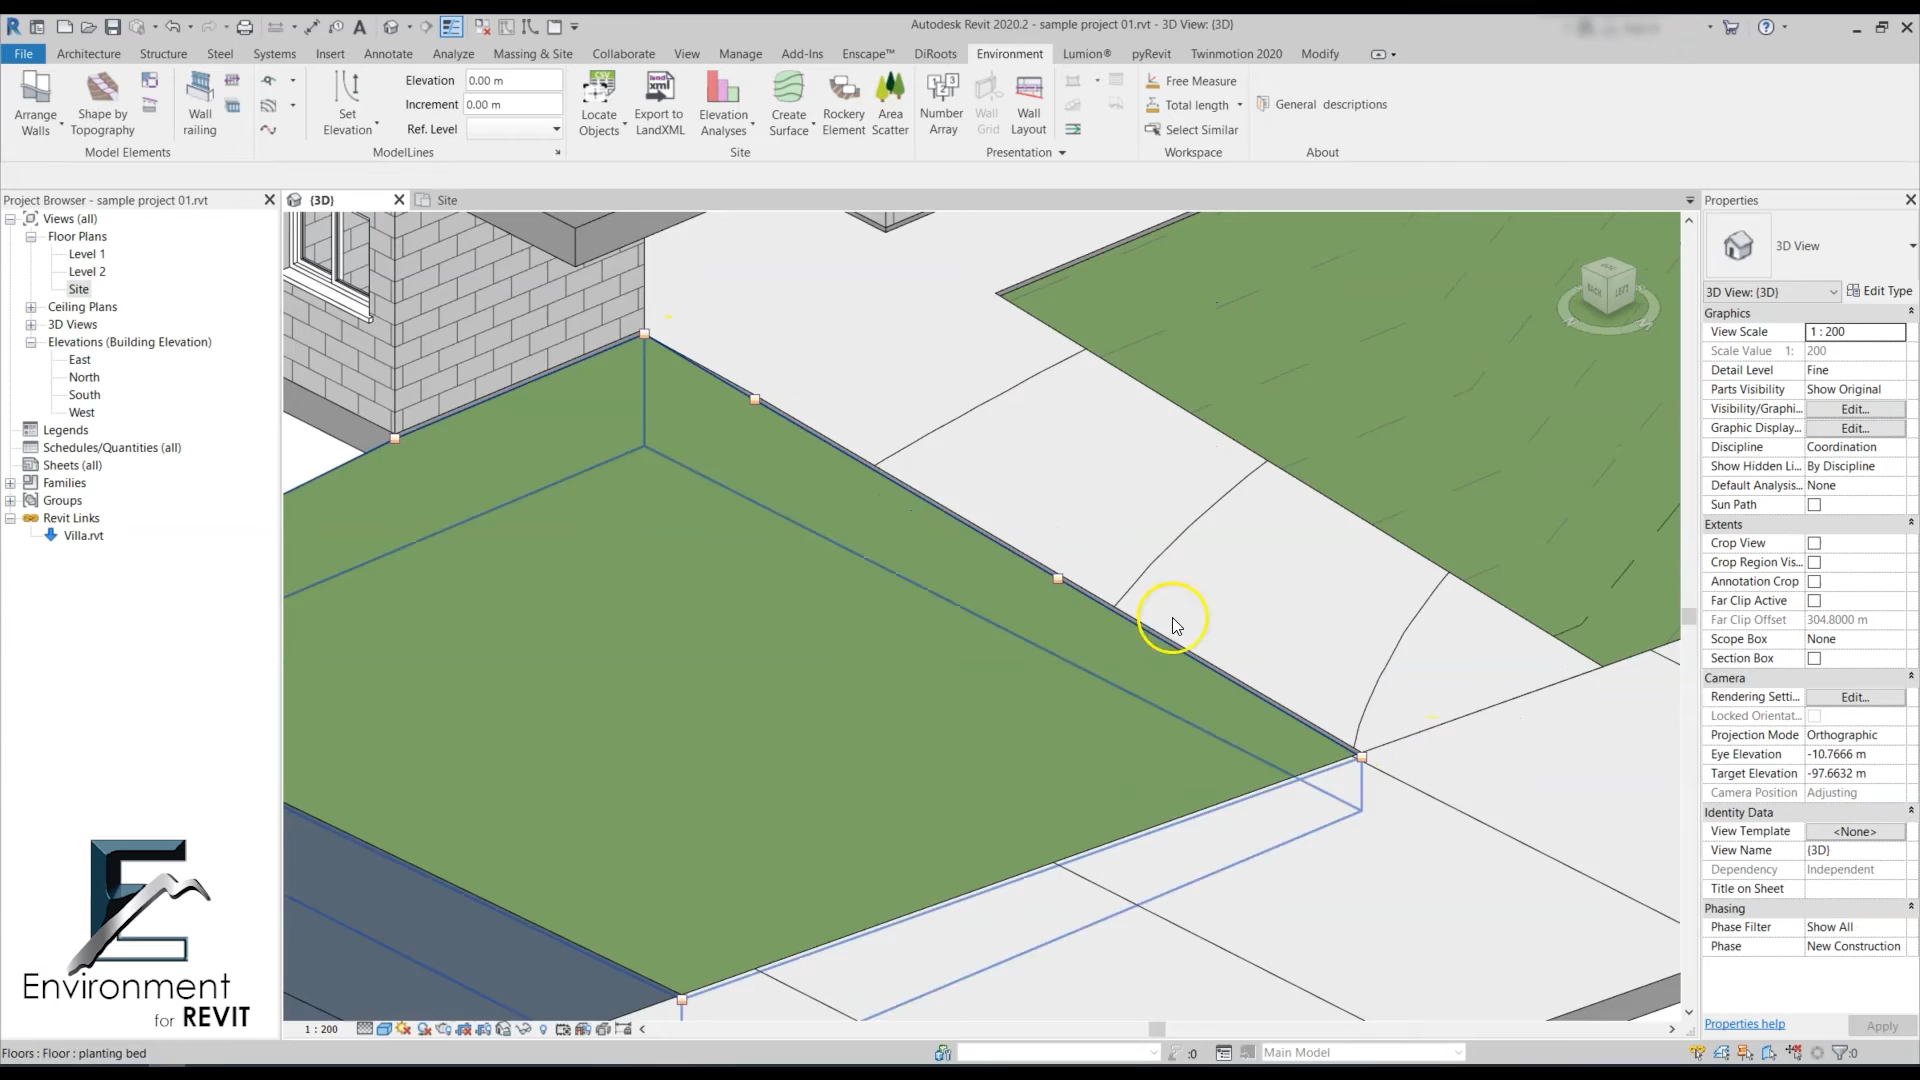 Autodesk Revit 2020.2 - sample project 01.rvt - 3D View: {3D}
File Architecture Structure Steel Systems Insert Annotate Analyze Massing & Site Collaborate View Manage Add-Ins Enscape™ DiRoots Environment Lumion® pyRevit Twinmotion 2020 Modify
Arrange Walls
Shape by Topography
Wall railing
Model Elements
Set Elevation
Elevation 0.00 m
Increment 0.00 m
Ref. Level
ModelLines
Locate Objects
Export to LandXML
Elevation Analyses
Create Surface
Rockery Element
Area Scatter
Site
Number Array
Wall Grid
Wall Layout
Presentation
Free Measure
Total length
Select Similar
Workspace
General descriptions
About
Project Browser - sample project 01.rvt
Views (all)
Floor Plans
Level 1
Level 2
Site
Ceiling Plans
3D Views
Elevations (Building Elevation)
East
North
South
West
Legends
Schedules/Quantities (all)
Sheets (all)
Families
Groups
Revit Links
Villa.rvt
Environment
for REVIT
{3D}
Site
BACK
LEFT
1 : 200
Properties
3D View
3D View: {3D} Edit Type
Graphics
View Scale 1 : 200
Scale Value 1: 200
Detail Level Fine
Parts Visibility Show Original
Visibility/Graphi... Edit...
Graphic Display... Edit...
Discipline Coordination
Show Hidden Li... By Discipline
Default Analysis... None
Sun Path
Extents
Crop View
Crop Region Vis...
Annotation Crop
Far Clip Active
Far Clip Offset 304.8000 m
Scope Box None
Section Box
Camera
Rendering Setti... Edit...
Locked Orientat...
Projection Mode Orthographic
Eye Elevation -10.7666 m
Target Elevation -97.6632 m
Camera Position Adjusting
Identity Data
View Template <None>
View Name {3D}
Dependency Independent
Title on Sheet
Phasing
Phase Filter Show All
Phase New Construction
Properties help Apply
Floors : Floor : planting bed
:0
Main Model
:0